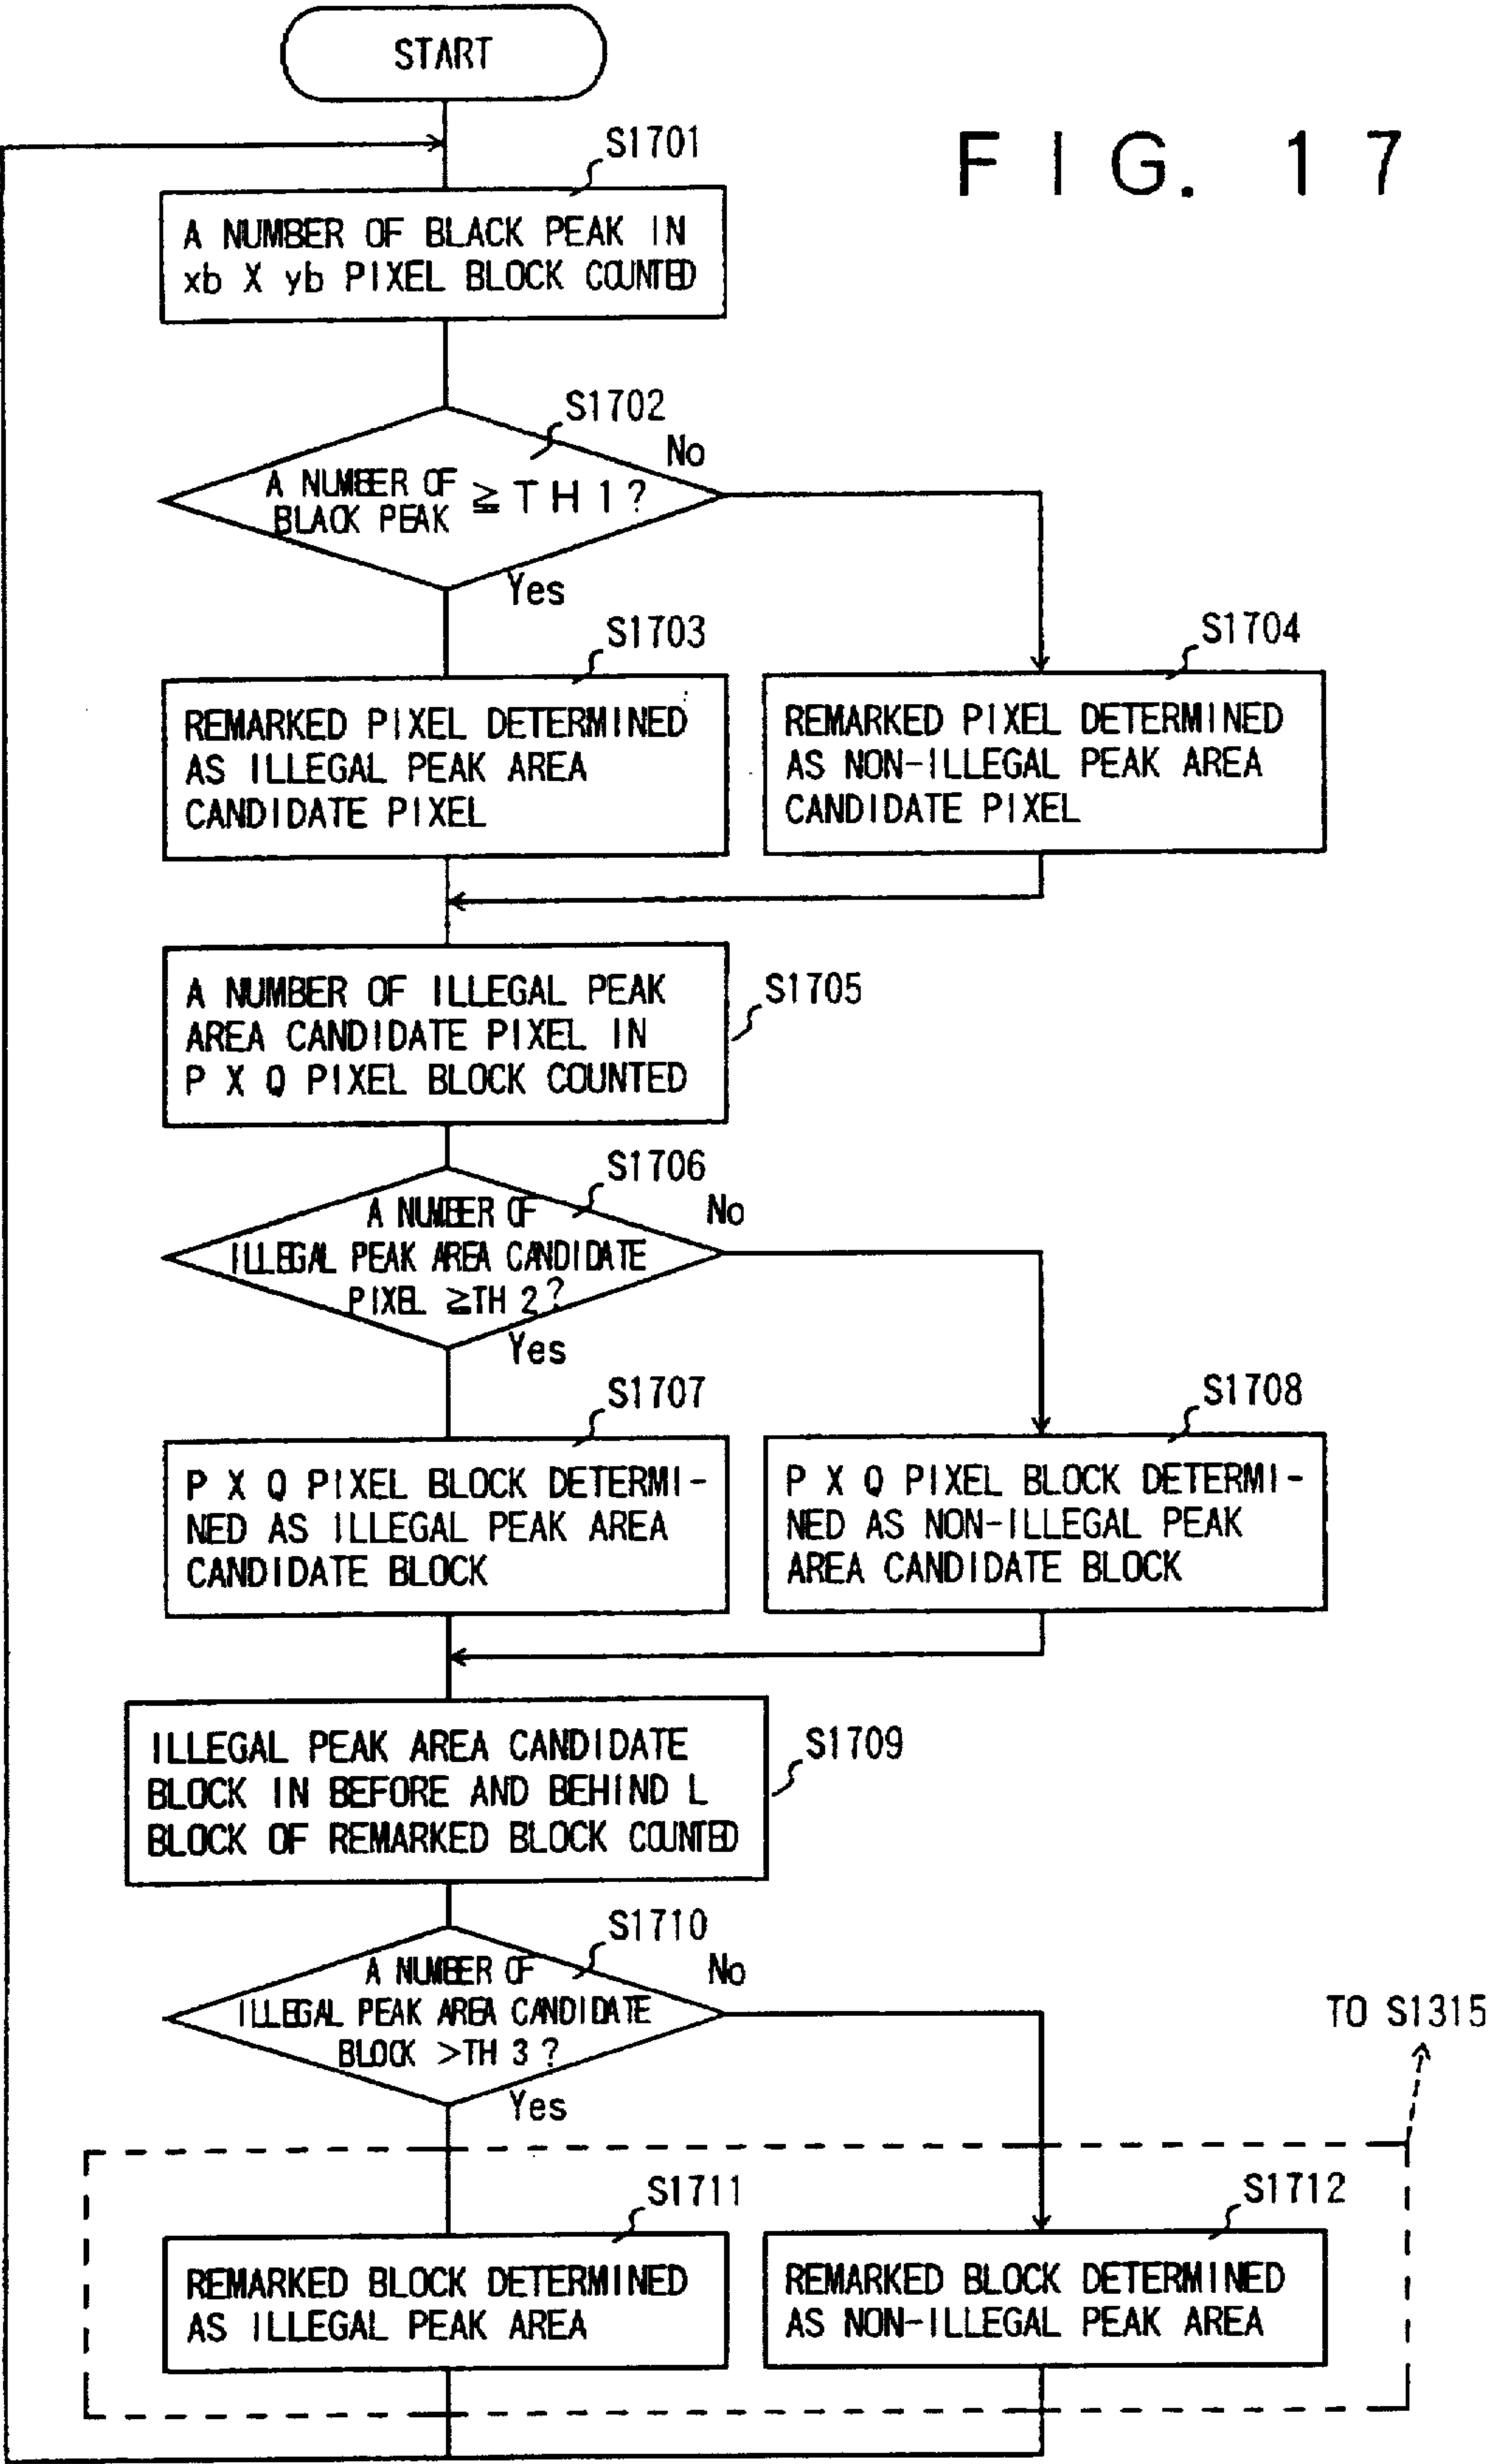 START
FIG. 17
S1701
A NUMBER OF BLACK PEAK IN
xb X yb PIXEL BLOCK COUNTED
S1702
No
A NUMBER OF
BLACK PEAK ≧ TH1?
Yes
S1703
REMARKED PIXEL DETERMINED
AS ILLEGAL PEAK AREA
CANDIDATE PIXEL
S1704
REMARKED PIXEL DETERMINED
AS NON-ILLEGAL PEAK AREA
CANDIDATE PIXEL
S1705
A NUMBER OF ILLEGAL PEAK
AREA CANDIDATE PIXEL IN
P X Q PIXEL BLOCK COUNTED
S1706
No
A NUMBER OF
ILLEGAL PEAK AREA CANDIDATE
PIXEL ≧TH 2?
Yes
S1707
P X Q PIXEL BLOCK DETERMI-
NED AS ILLEGAL PEAK AREA
CANDIDATE BLOCK
S1708
P X Q PIXEL BLOCK DETERMI-
NED AS NON-ILLEGAL PEAK
AREA CANDIDATE BLOCK
S1709
ILLEGAL PEAK AREA CANDIDATE
BLOCK IN BEFORE AND BEHIND L
BLOCK OF REMARKED BLOCK COUNTED
S1710
No
A NUMBER OF
ILLEGAL PEAK AREA CANDIDATE
BLOCK >TH 3?
Yes
TO S1315
S1711
REMARKED BLOCK DETERMINED
AS ILLEGAL PEAK AREA
S1712
REMARKED BLOCK DETERMINED
AS NON-ILLEGAL PEAK AREA